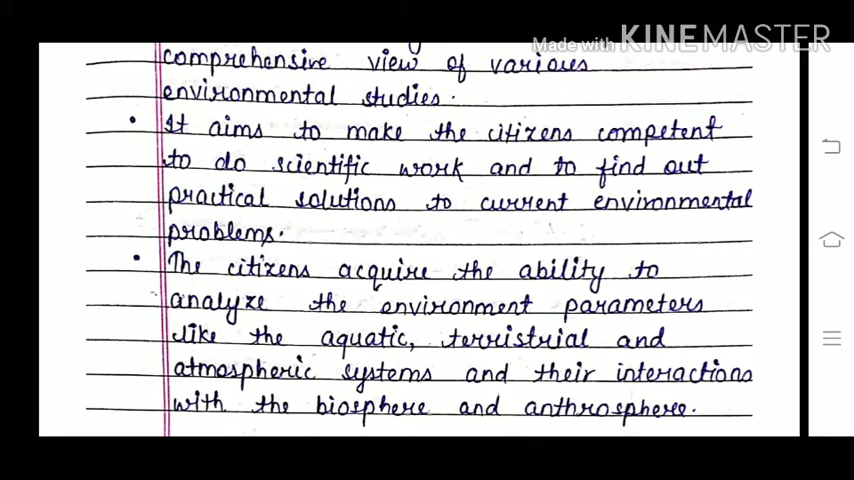 Made with KINEMASTER
comprehensive view of various
environmental studies.
• It aims to make the citizens competent
to do scientific work and to find out
practical solutions to current environmental
problems.
• The citizens acquire the ability to
analyze the environment parameters
like the aquatic, terristrial and
atmospheric systems and their interactions
with the biosphere and anthrosphere.